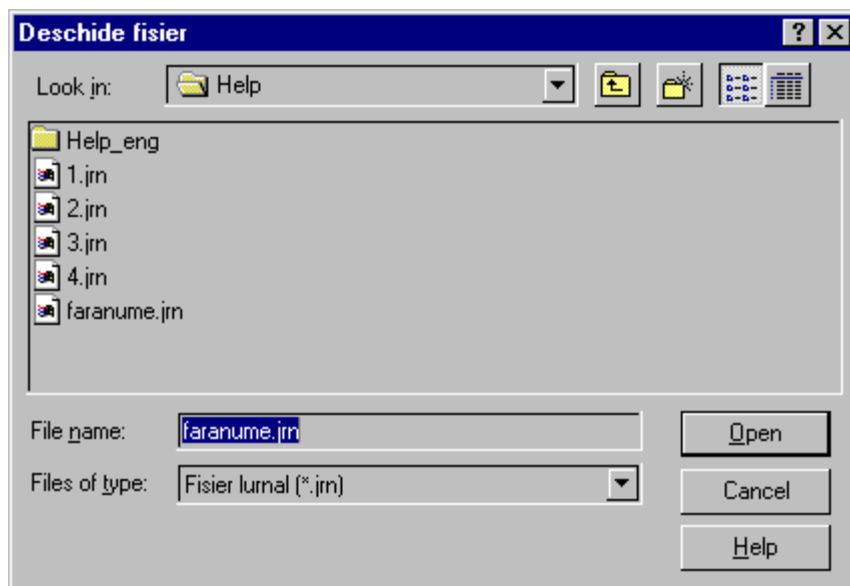 Deschide fisier
Look in: Help
Help_eng
1.jrn
2.jrn
3.jrn
4.jrn
faranume.jrn
File name: faranume.jrn Open
Files of type: Fisier lurnal (*.jrn) Cancel
Help